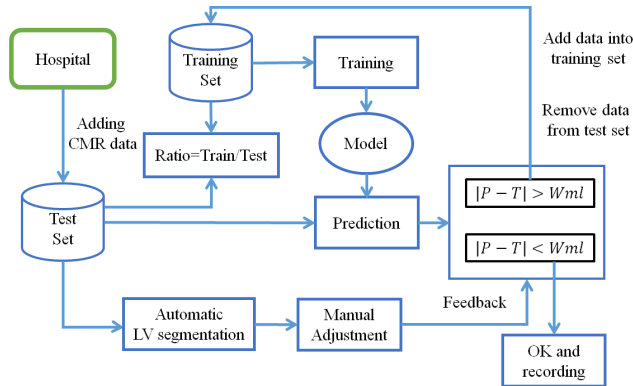 Hospital
Adding
CMR data
Training
Set
Training
Ratio=Train/Test
Model
Test
Set
Prediction
Automatic
LV segmentation
Manual
Adjustment
Feedback
|P − T| > Wml
|P − T| < Wml
Add data into
training set
Remove data
from test set
OK and
recording